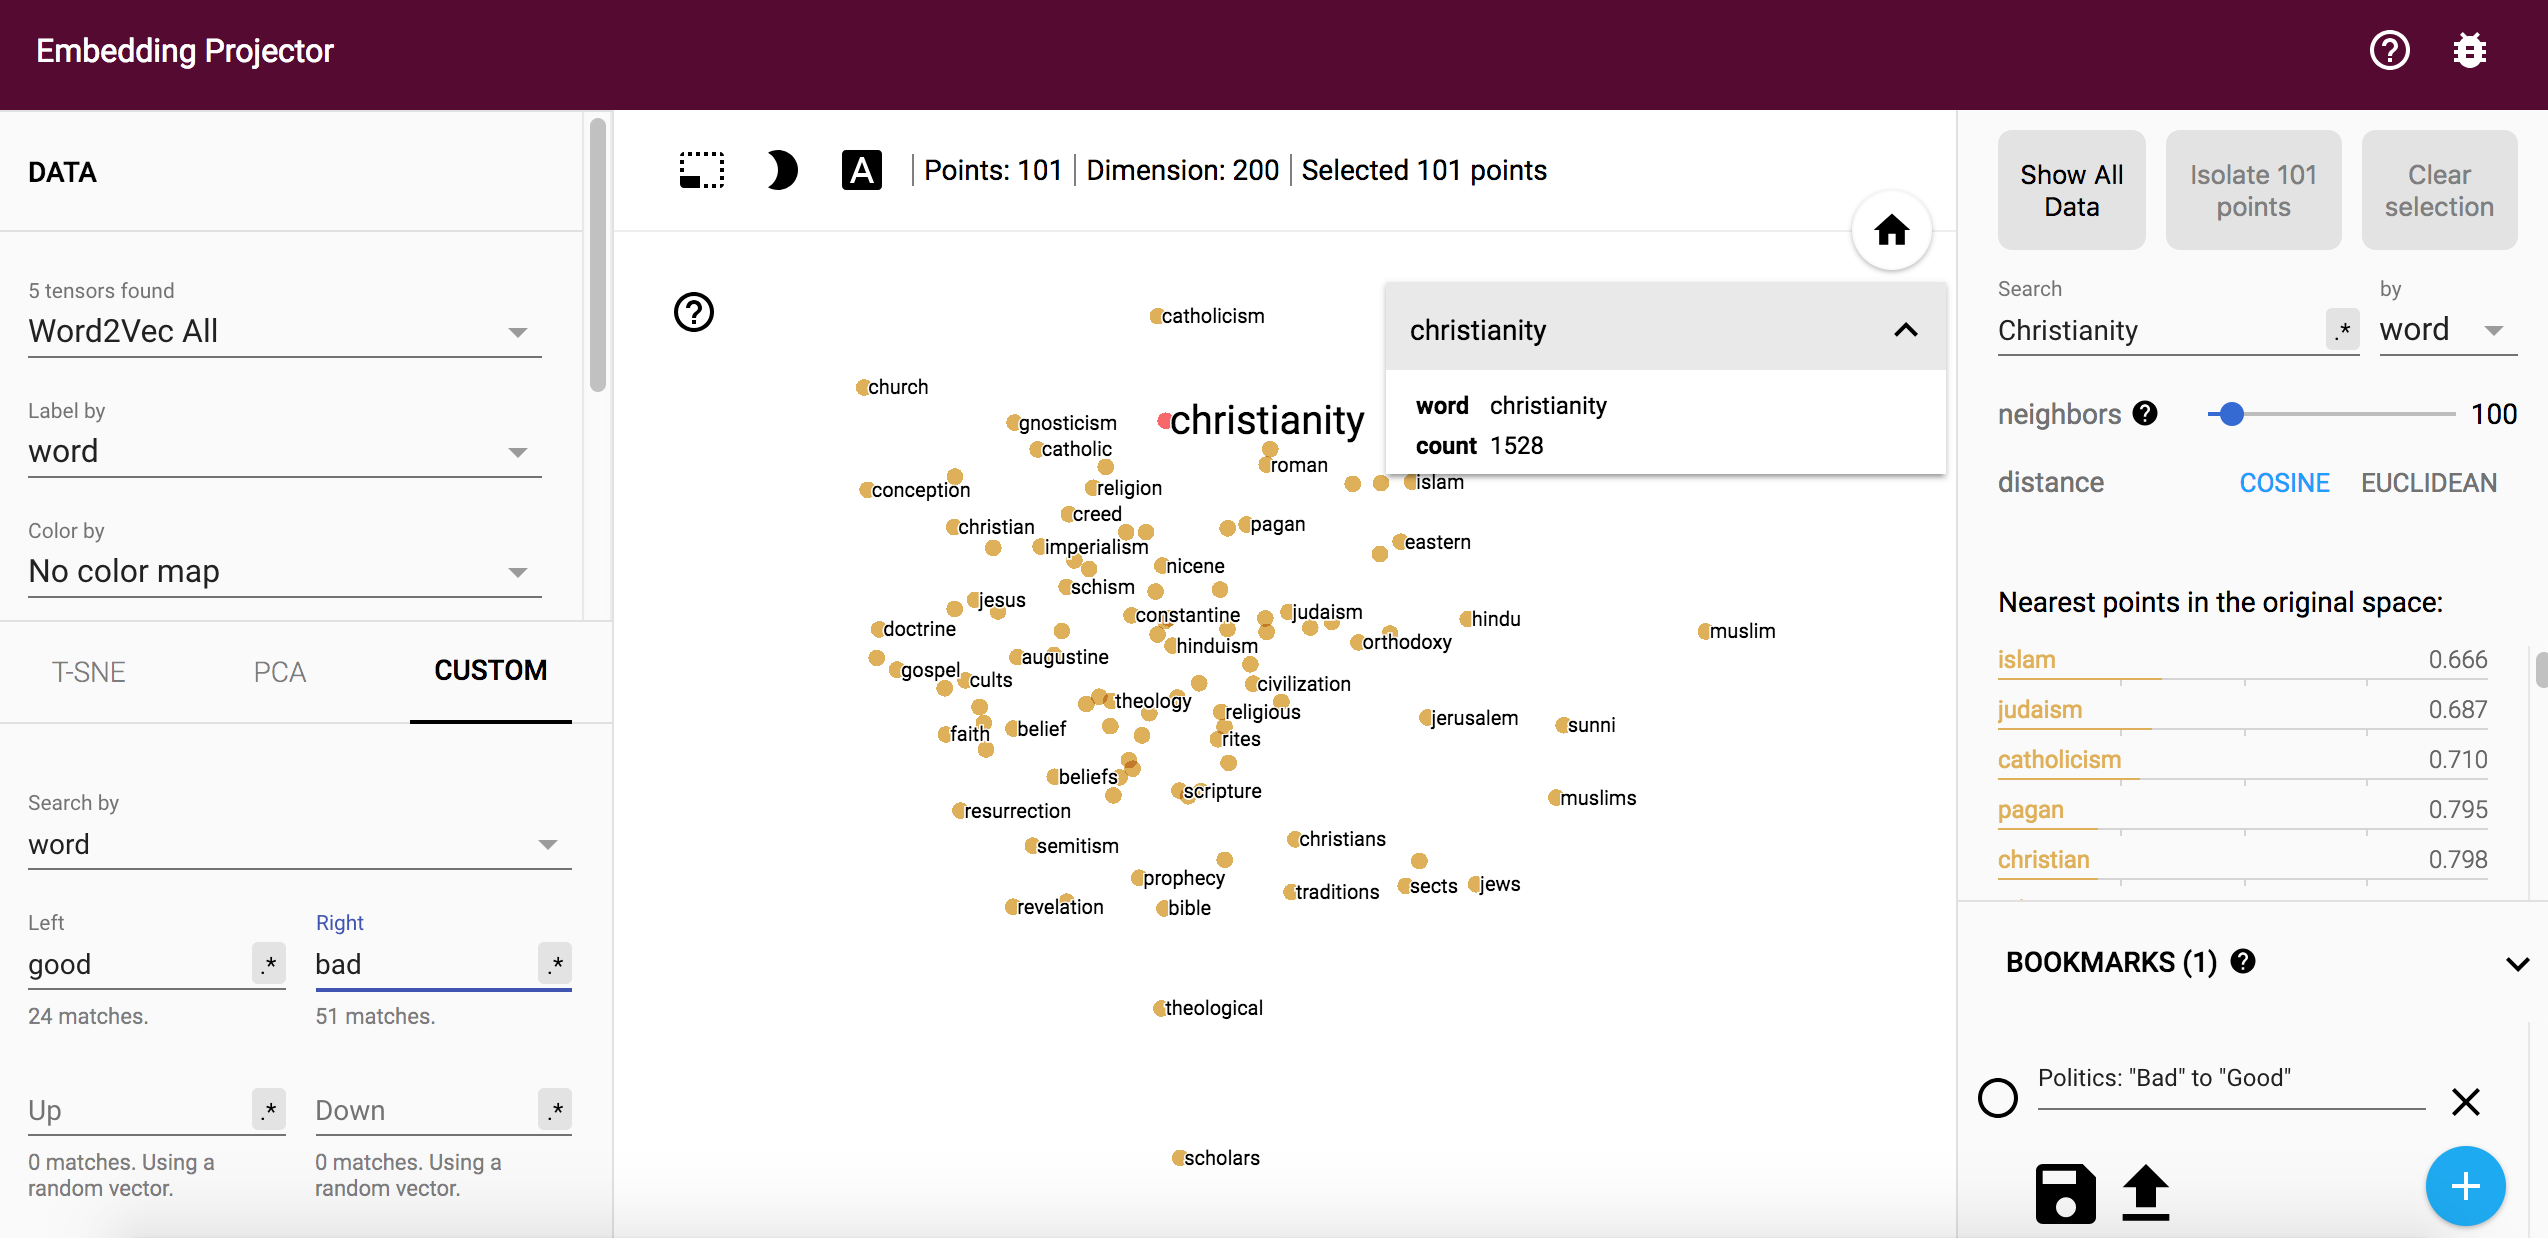 Embedding Projector
DATA
5 tensors found
Word2Vec All
Label by
word
Color by
No color map
T-SNE
PCA
CUSTOM
Search by
word
Left
Right
good
.*
bad
.*
24 matches.
51 matches.
Up
.*
Down
.*
0 matches. Using a
random vector.
0 matches. Using a
random vector.
A
Points: 101
Dimension: 200
Selected 101 points
christianity
word christianity
count 1528
catholicism
church
gnosticism
christianity
catholic
roman
conception
religion
islam
creed
christian
pagan
imperialism
eastern
nicene
schism
jesus
constantine
judaism
hindu
doctrine
muslim
hinduism
orthodoxy
augustine
gospel
cults
civilization
theology
religious
jerusalem
sunni
faith
belief
rites
beliefs
scripture
muslims
resurrection
christians
semitism
prophecy
traditions
sects
jews
revelation
bible
theological
scholars
Show All
Data
Isolate 101
points
Clear
selection
Search
by
Christianity
.*
word
neighbors ?
100
distance
COSINE
EUCLIDEAN
Nearest points in the original space:
islam 0.666
judaism 0.687
catholicism 0.710
pagan 0.795
christian 0.798
BOOKMARKS (1) ?
Politics: "Bad" to "Good"